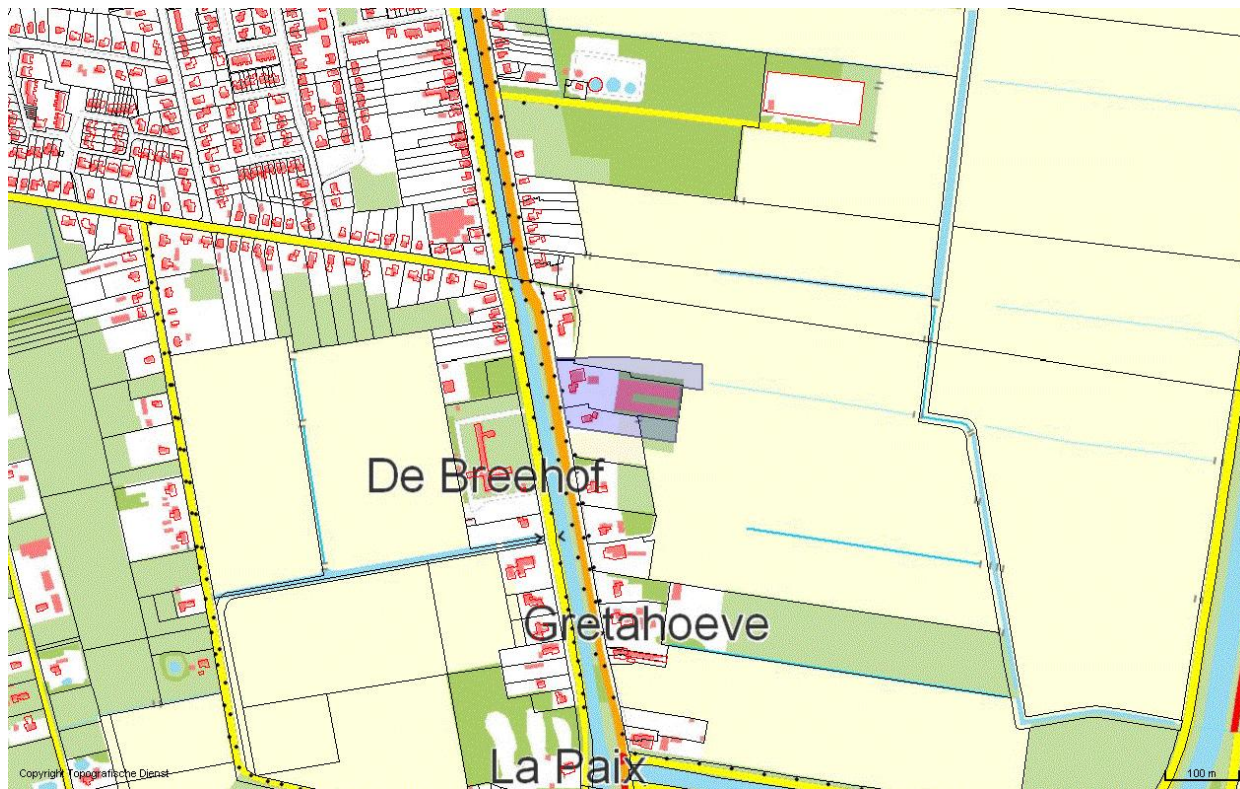 De Breehof
Gretahoeve
La Paix
Copyright Topografische Dienst
100 m